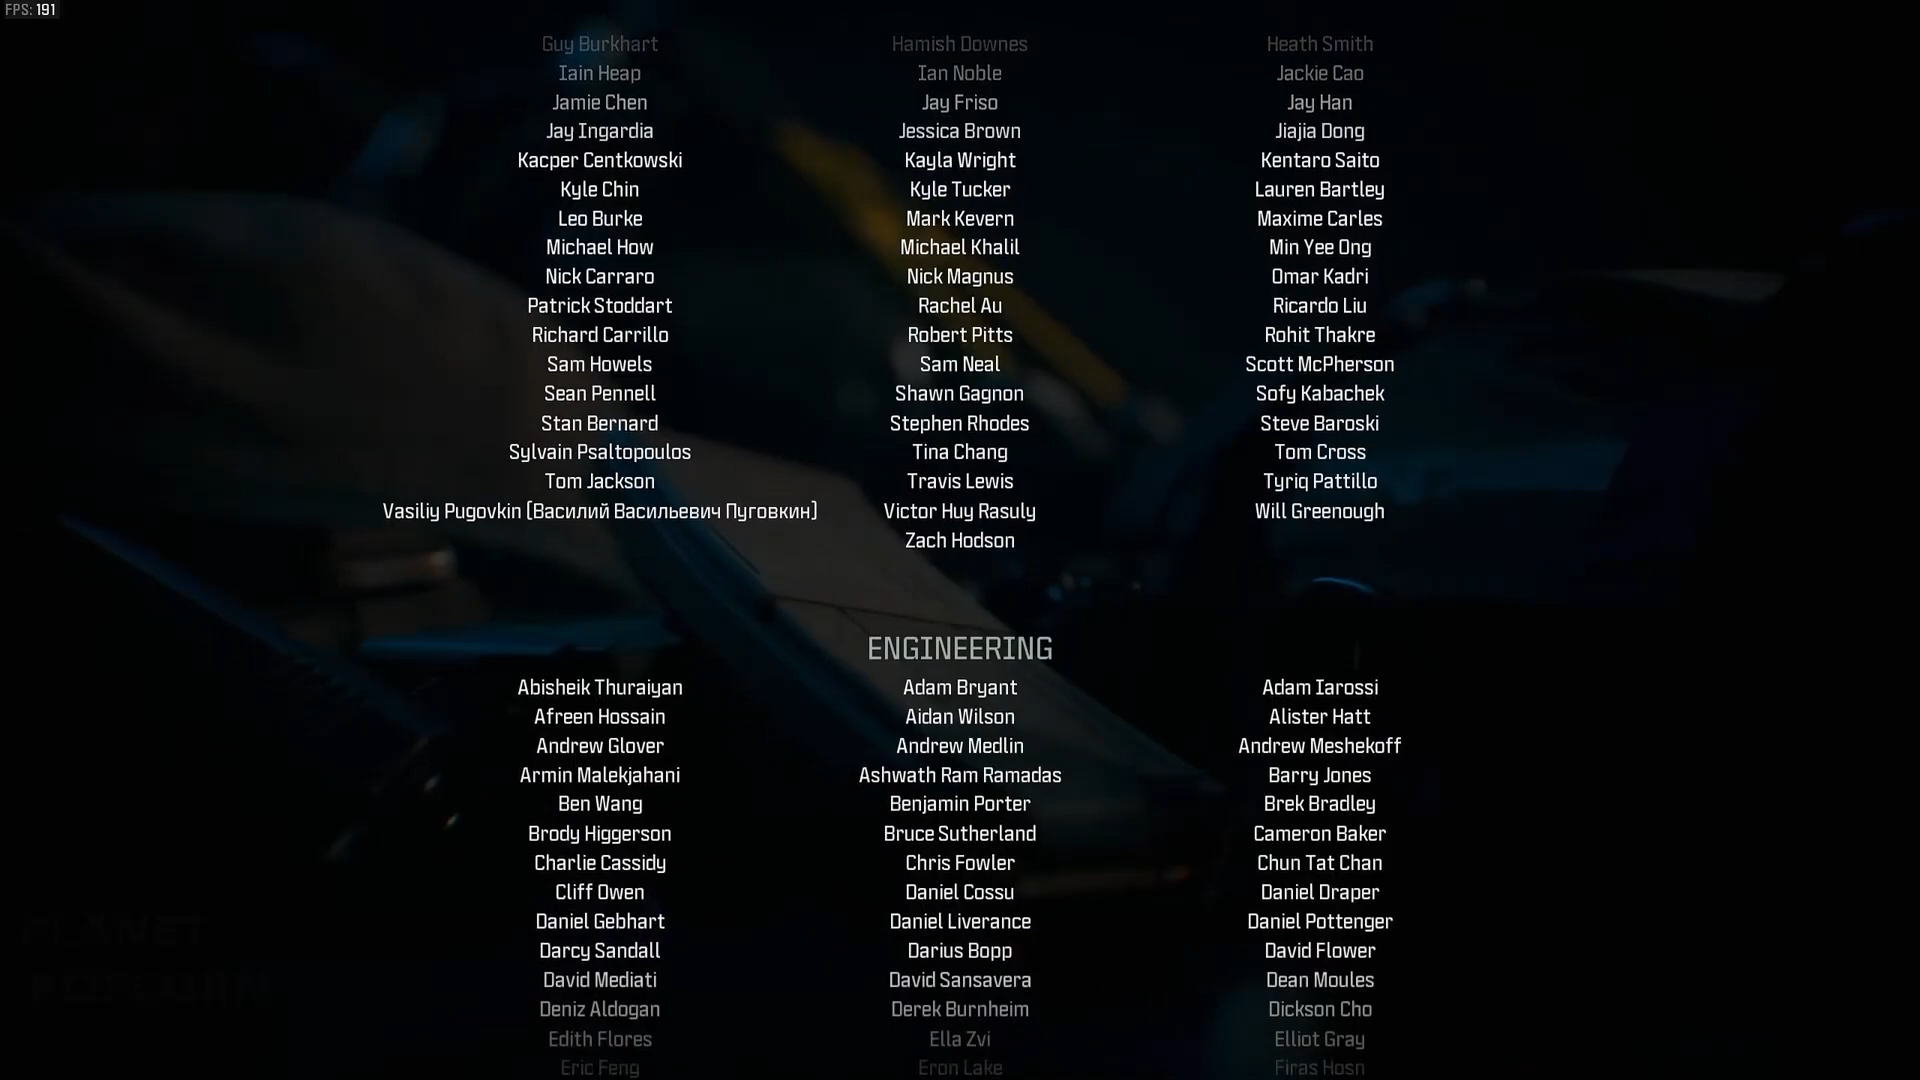 FPS: 191
Guy Burkhart Hamish Downes Heath Smith
Iain Heap Ian Noble Jackie Cao
Jamie Chen Jay Friso Jay Han
Jay Ingardia Jessica Brown Jiajia Dong
Kacper Centkowski Kayla Wright Kentaro Saito
Kyle Chin Kyle Tucker Lauren Bartley
Leo Burke Mark Kevern Maxime Carles
Michael How Michael Khalil Min Yee Ong
Nick Carraro Nick Magnus Omar Kadri
Patrick Stoddart Rachel Au Ricardo Liu
Richard Carrillo Robert Pitts Rohit Thakre
Sam Howels Sam Neal Scott McPherson
Sean Pennell Shawn Gagnon Sofy Kabachek
Stan Bernard Stephen Rhodes Steve Baroski
Sylvain Psaltopoulos Tina Chang Tom Cross
Tom Jackson Travis Lewis Tyriq Pattillo
Vasiliy Pugovkin (Василий Васильевич Пуговкин) Victor Huy Rasuly Will Greenough
Zach Hodson
ENGINEERING
Abisheik Thuraiyan Adam Bryant Adam Iarossi
Afreen Hossain Aidan Wilson Alister Hatt
Andrew Glover Andrew Medlin Andrew Meshekoff
Armin Malekjahani Ashwath Ram Ramadas Barry Jones
Ben Wang Benjamin Porter Brek Bradley
Brody Higgerson Bruce Sutherland Cameron Baker
Charlie Cassidy Chris Fowler Chun Tat Chan
Cliff Owen Daniel Cossu Daniel Draper
Daniel Gebhart Daniel Liverance Daniel Pottenger
Darcy Sandall Darius Bopp David Flower
David Mediati David Sansavera Dean Moules
Deniz Aldogan Derek Burnheim Dickson Cho
Edith Flores Ella Zvi Elliot Gray
Eric Feng Eron Lake Firas Hosn